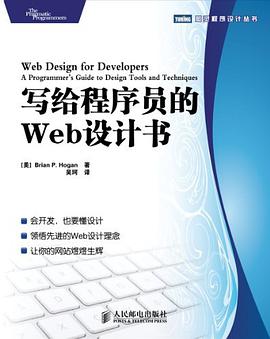 The Pragmatic Programmers
TURING 图灵程序设计丛书
Web Design for Developers
A Programmer's Guide to Design Tools and Techniques
写给程序员的
Web设计书
[美] Brian P. Hogan 著
吴珂 译
会开发，也要懂设计
领悟先进的Web设计理念
让你的网站熠熠生辉
人民邮电出版社
POSTS & TELECOM PRESS